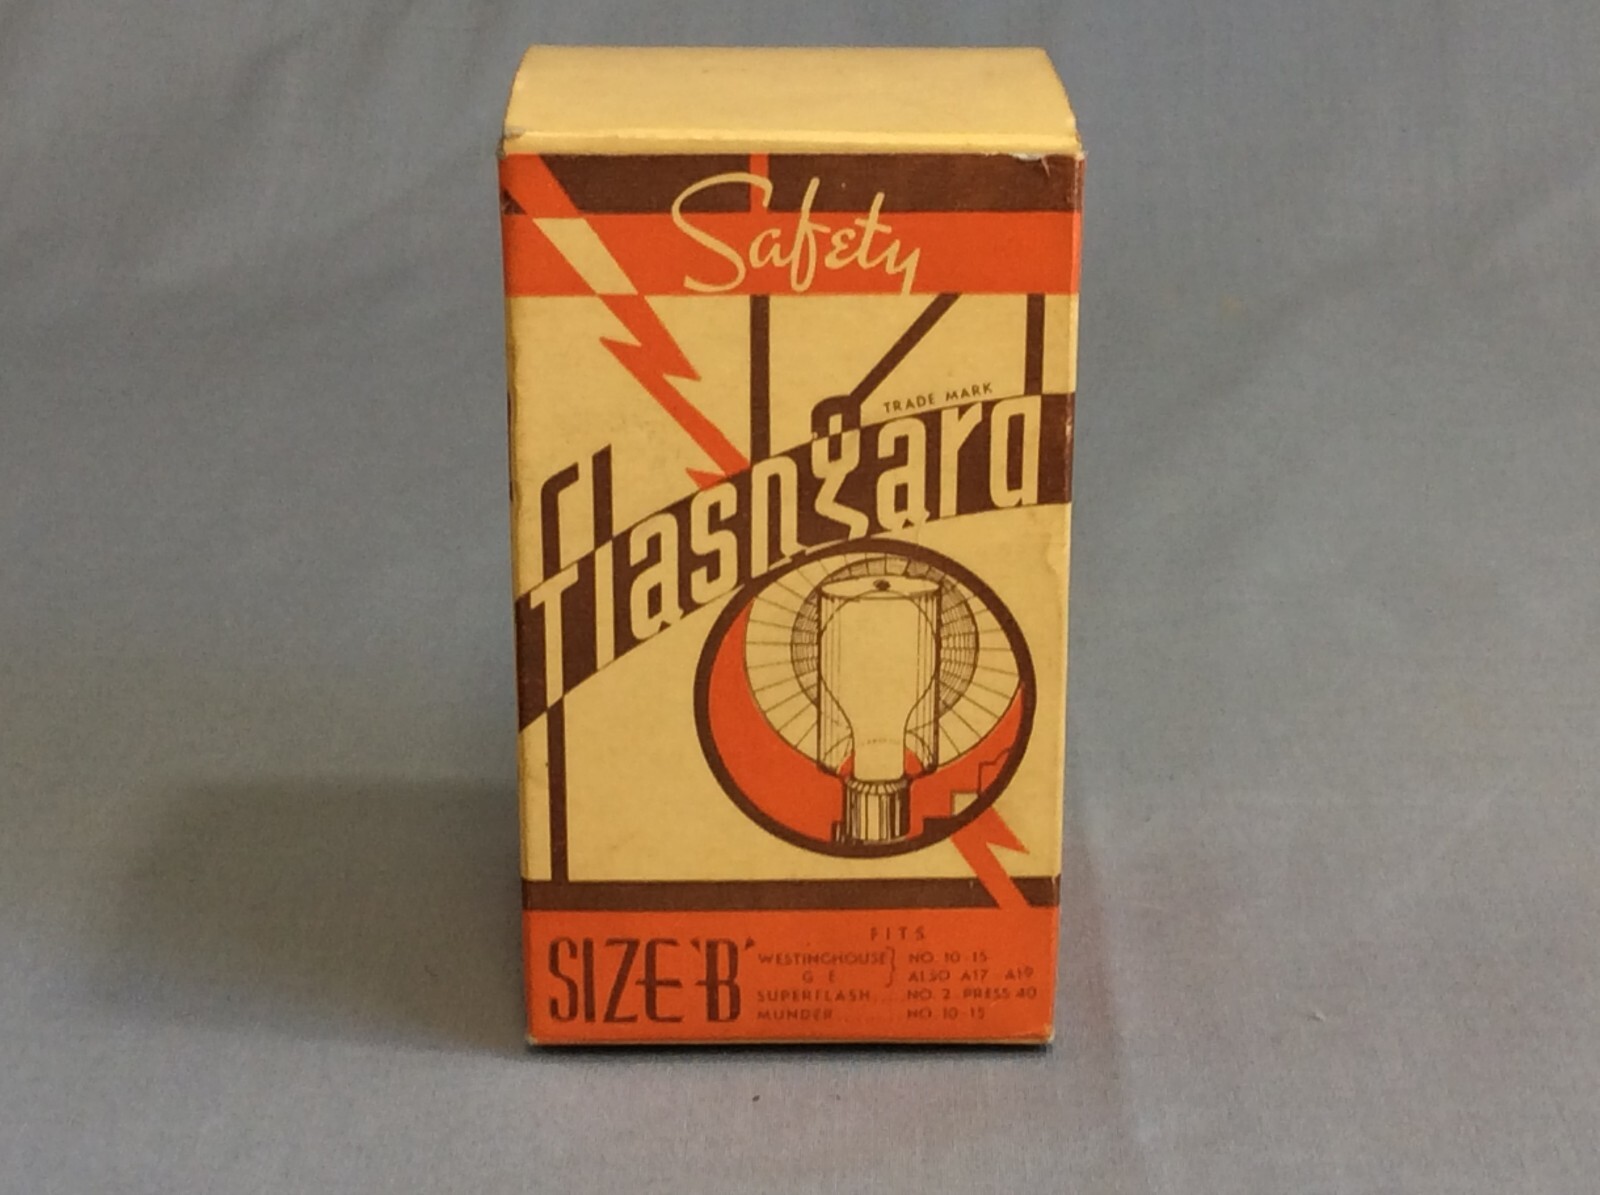 Safety
TRADE MARK
flashgard
SIZE 'B'
FITS
WESTINGHOUSE } NO. 10-15
G E ALSO A17 A19
SUPERFLASH.... NO. 2 PRESS 40
MUNDER......... NO. 10-15